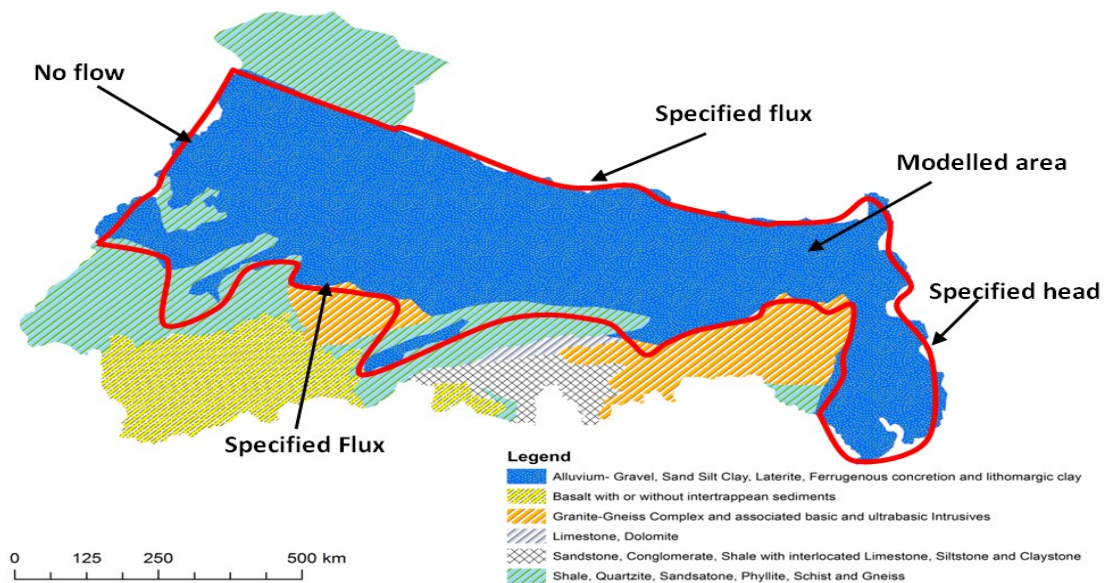 No flow
Specified flux
Modelled area
Specified head
Specified Flux
Legend
Alluvium- Gravel, Sand Silt Clay, Laterite, Ferrugenous concretion and lithomargic clay
Basalt with or without intertrappean sediments
Granite-Gneiss Complex and associated basic and ultrabasic Intrusives
Limestone, Dolomite
Sandstone, Conglomerate, Shale with interlocated Limestone, Siltstone and Claystone
Shale, Quartzite, Sandsatone, Phyllite, Schist and Gneiss
0 125 250 500 km